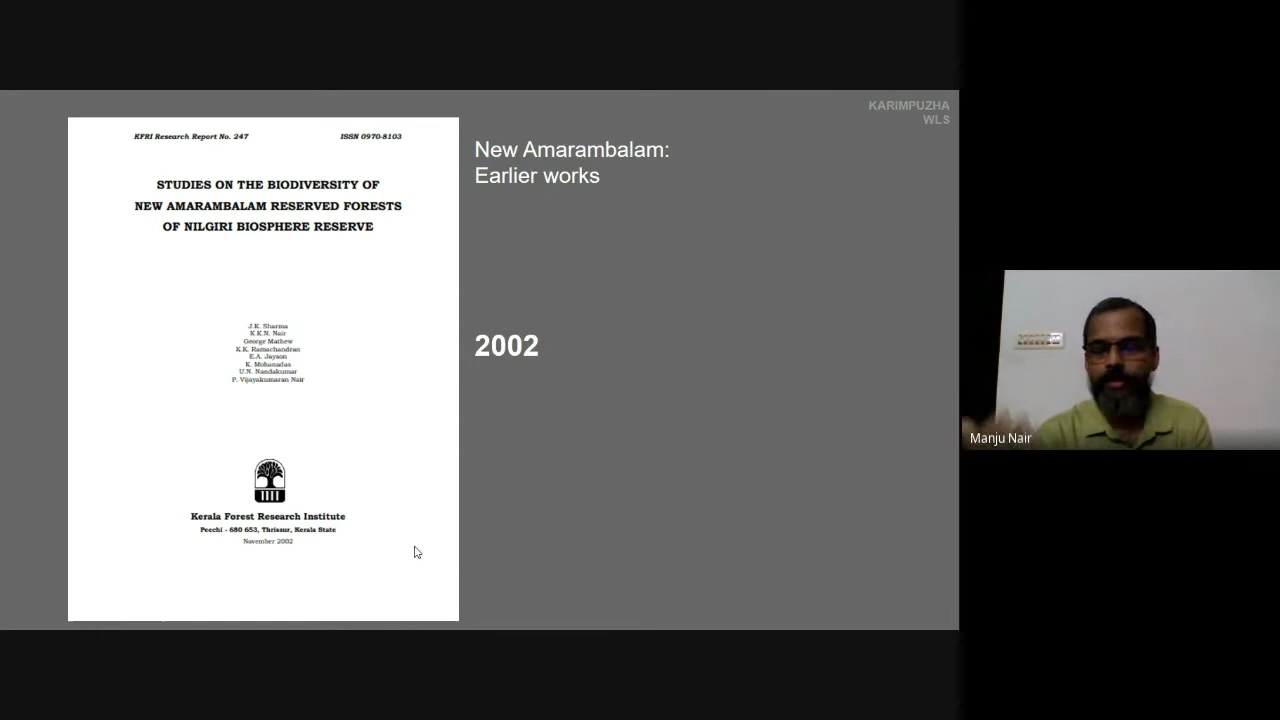 KARIMPUZHA
WLS
KFRI Research Report No. 247
ISSN 0970-8103
STUDIES ON THE BIODIVERSITY OF
NEW AMARAMBALAM RESERVED FORESTS
OF NILGIRI BIOSPHERE RESERVE
J.K. Sharma
K.K.N. Nair
George Mathew
K.K. Ramachandran
E.A. Jayson
K. Mohanadas
U.N. Nandakumar
P. Vijayakumaran Nair
Kerala Forest Research Institute
Peechi - 680 653, Thrissur, Kerala State
November 2002
New Amarambalam:
Earlier works
2002
Manju Nair